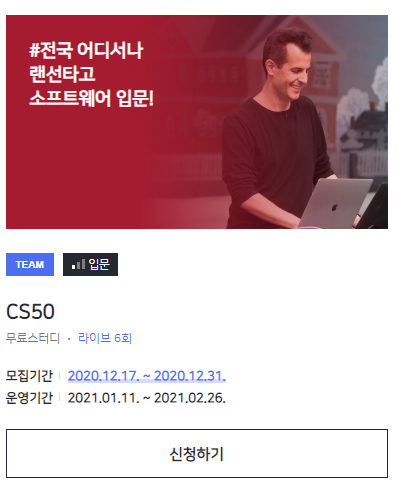 #전국 어디서나
랜선타고
소프트웨어 입문!
TEAM 입문
CS50
무료스터디 · 라이브 6회
모집기간 2020.12.17. ~ 2020.12.31.
운영기간 2021.01.11. ~ 2021.02.26.
신청하기